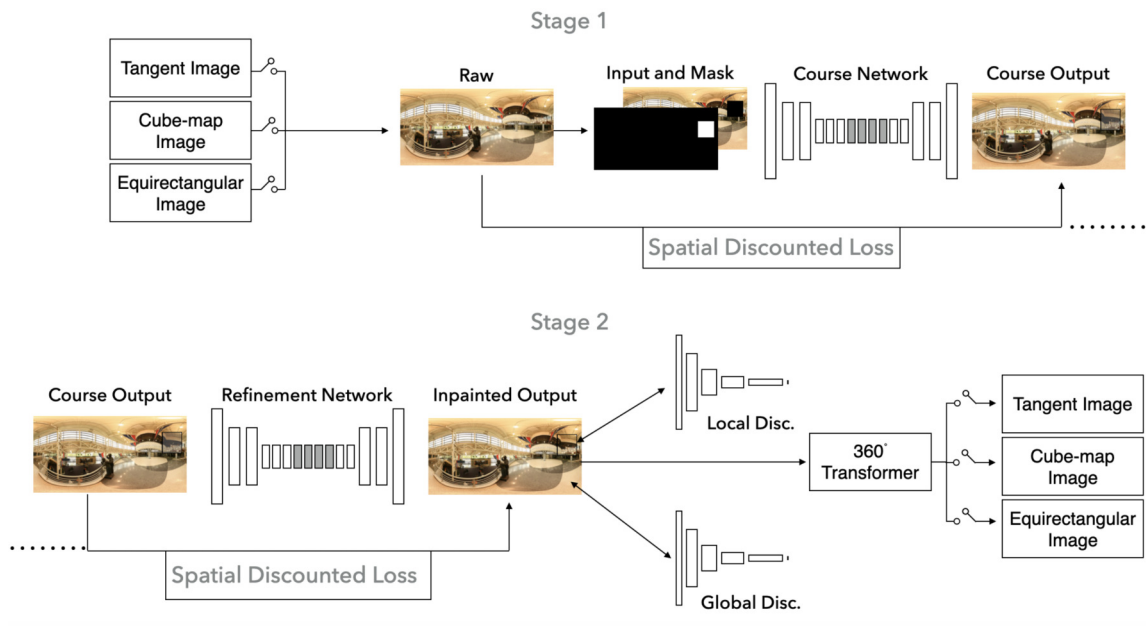 Stage 1
Tangent Image
Cube-map
Image
Equirectangular
Image
Raw
Input and Mask
Course Network
Course Output
Spatial Discounted Loss
Stage 2
Course Output
Refinement Network
Inpainted Output
Local Disc.
Global Disc.
360°
Transformer
Tangent Image
Cube-map
Image
Equirectangular
Image
Spatial Discounted Loss